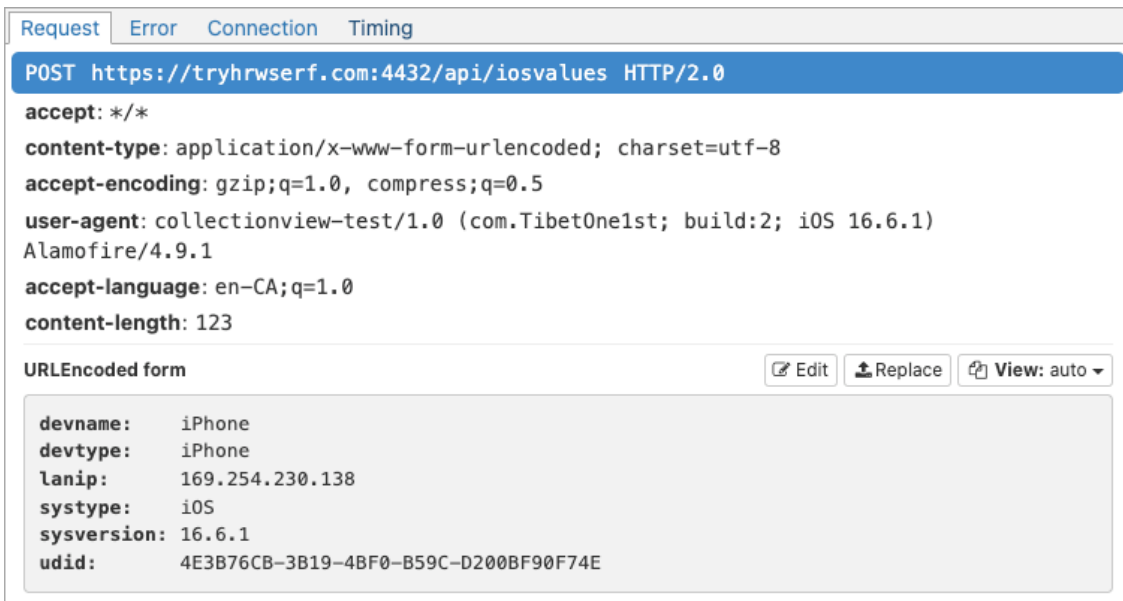 Request Error Connection Timing
POST https://tryhrwserf.com:4432/api/iosvalues HTTP/2.0
accept: */*
content-type: application/x-www-form-urlencoded; charset=utf-8
accept-encoding: gzip;q=1.0, compress;q=0.5
user-agent: collectionview-test/1.0 (com.TibetOne1st; build:2; iOS 16.6.1)
Alamofire/4.9.1
accept-language: en-CA;q=1.0
content-length: 123
URLEncoded form Edit Replace View: auto
devname: iPhone
devtype: iPhone
lanip: 169.254.230.138
systype: iOS
sysversion: 16.6.1
udid: 4E3B76CB-3B19-4BF0-B59C-D200BF90F74E